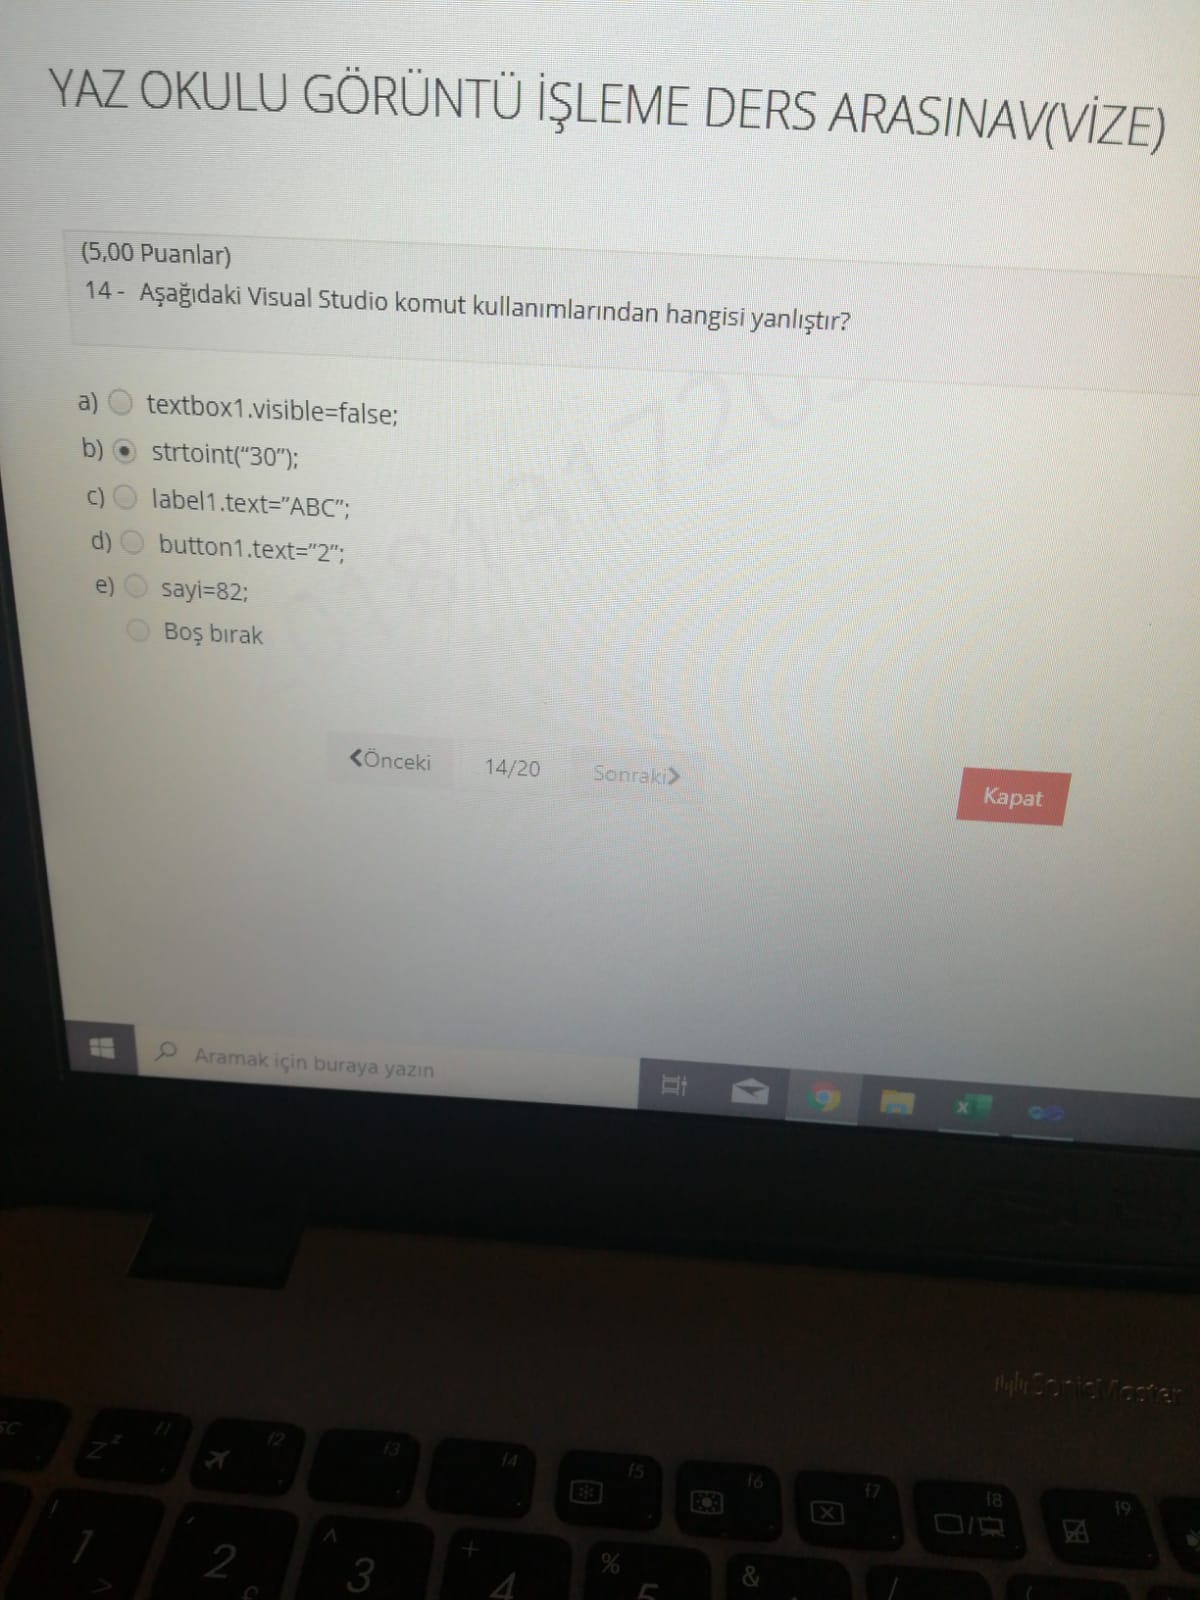 YAZ OKULU GÖRÜNTÜ İŞLEME DERS ARASINAV(VİZE)
(5,00 Puanlar)
14 - Aşağıdaki Visual Studio komut kullanımlarından hangisi yanlıştır?
a) textbox1.visible=false;
b) strtoint(“30”);
c) label1.text=”ABC”;
d) button1.text=”2”;
e) sayi=82;
Boş bırak
Önceki 14/20 Sonraki
Kapat
Aramak için buraya yazın
SonicMaster
f1 f2 f3 f4 f5 f6 f7 f8 f9
! ' ^ + % & /
1 2 3 4 5
>